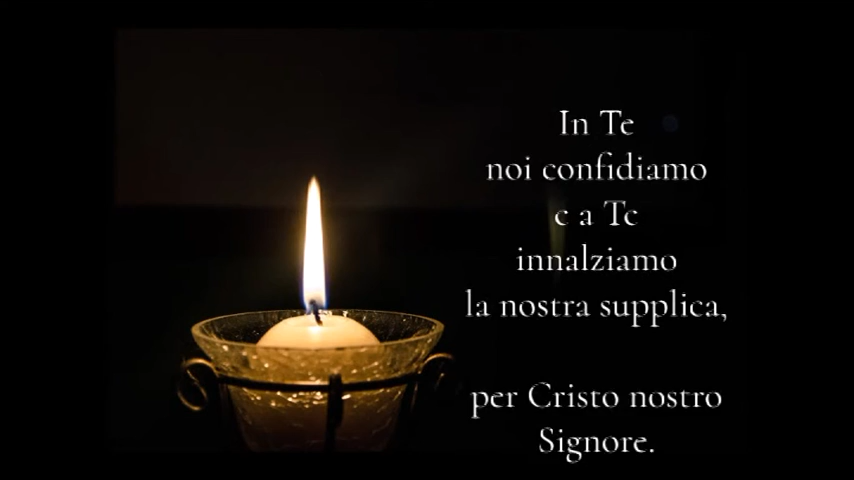 In Te
noi confidiamo
e a Te
innalziamo
la nostra supplica,
per Cristo nostro
Signore.